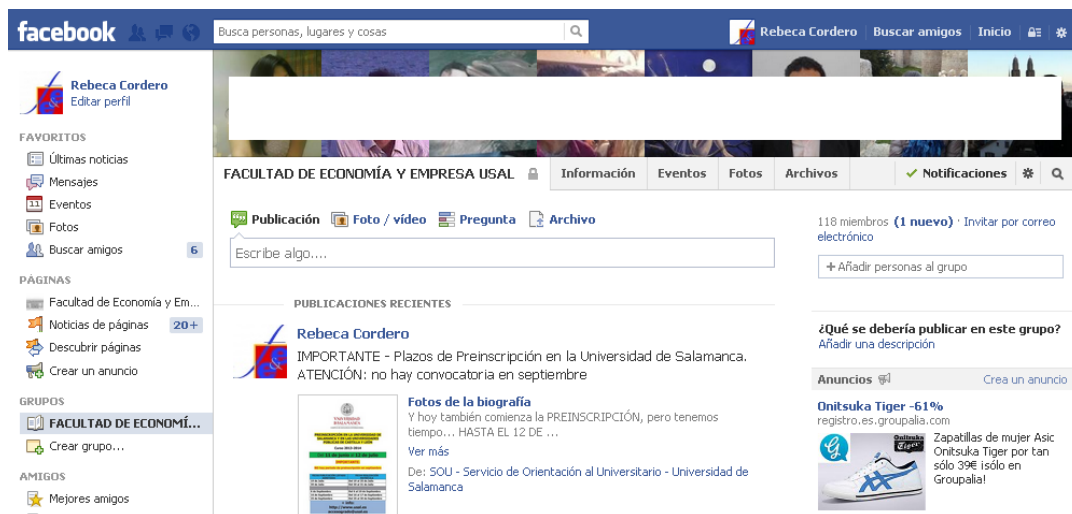 facebook
Busca personas, lugares y cosas
Rebeca Cordero Buscar amigos Inicio
Rebeca Cordero
Editar perfil
FAVORITOS
Últimas noticias
Mensajes
11 Eventos
Fotos
Buscar amigos 6
PÁGINAS
Facultad de Economía y Em...
Noticias de páginas 20+
Descubrir páginas
Crear un anuncio
GRUPOS
FACULTAD DE ECONOMÍ...
Crear grupo...
AMIGOS
Mejores amigos
FACULTAD DE ECONOMÍA Y EMPRESA USAL Información Eventos Fotos Archivos Notificaciones
Publicación Foto / vídeo Pregunta Archivo
Escribe algo....
PUBLICACIONES RECIENTES
Rebeca Cordero
IMPORTANTE - Plazos de Preinscripción en la Universidad de Salamanca.
ATENCIÓN: no hay convocatoria en septiembre
Fotos de la biografía
Y hoy también comienza la PREINSCRIPCIÓN, pero tenemos
tiempo... HASTA EL 12 DE ...
Ver más
De: SOU - Servicio de Orientación al Universitario - Universidad de
Salamanca
118 miembros (1 nuevo) · Invitar por correo
electrónico
+ Añadir personas al grupo
¿Qué se debería publicar en este grupo?
Añadir una descripción
Anuncios Crea un anuncio
Onitsuka Tiger -61%
registro.es.groupalia.com
Zapatillas de mujer Asic
Onitsuka Tiger por tan
sólo 39€ ¡sólo en
Groupalia!